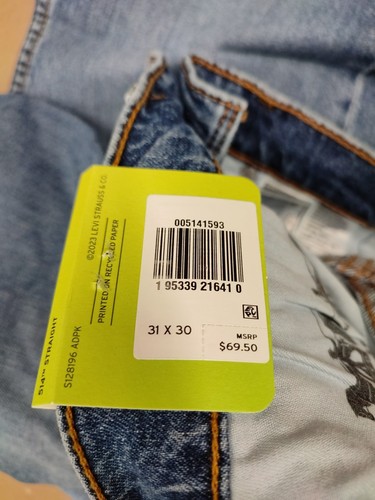 005141593
1 95339 21641 0
31 X 30
MSRP
$69.50
©2023 LEVI STRAUSS & CO.
PRINTED ON RECYCLED PAPER
S128196 ADPK
514™ STRAIGHT